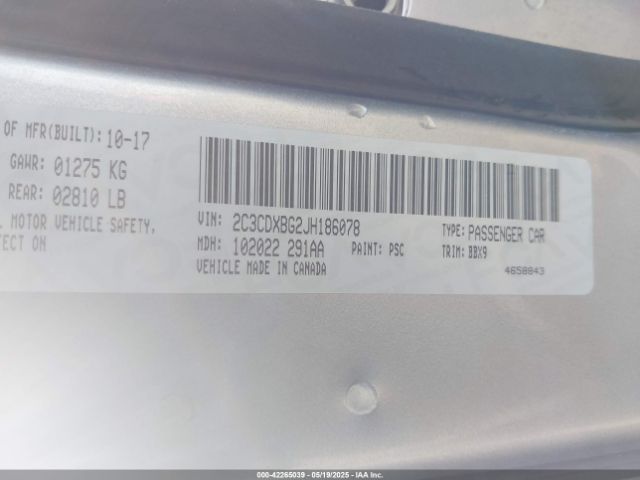 OF MFR(BUILT): 10-17
GAWR: 01275 KG
REAR: 02810 LB
MOTOR VEHICLE SAFETY,
ON
VIN: 2C3CDXBG2JH186078
TYPE: PASSENGER CAR
MDH: 102022 291AA
PAINT: PSC
TRIM: BBX9
VEHICLE MADE IN CANADA
4658843
000-42265039 - 05/19/2025 - IAA Inc.